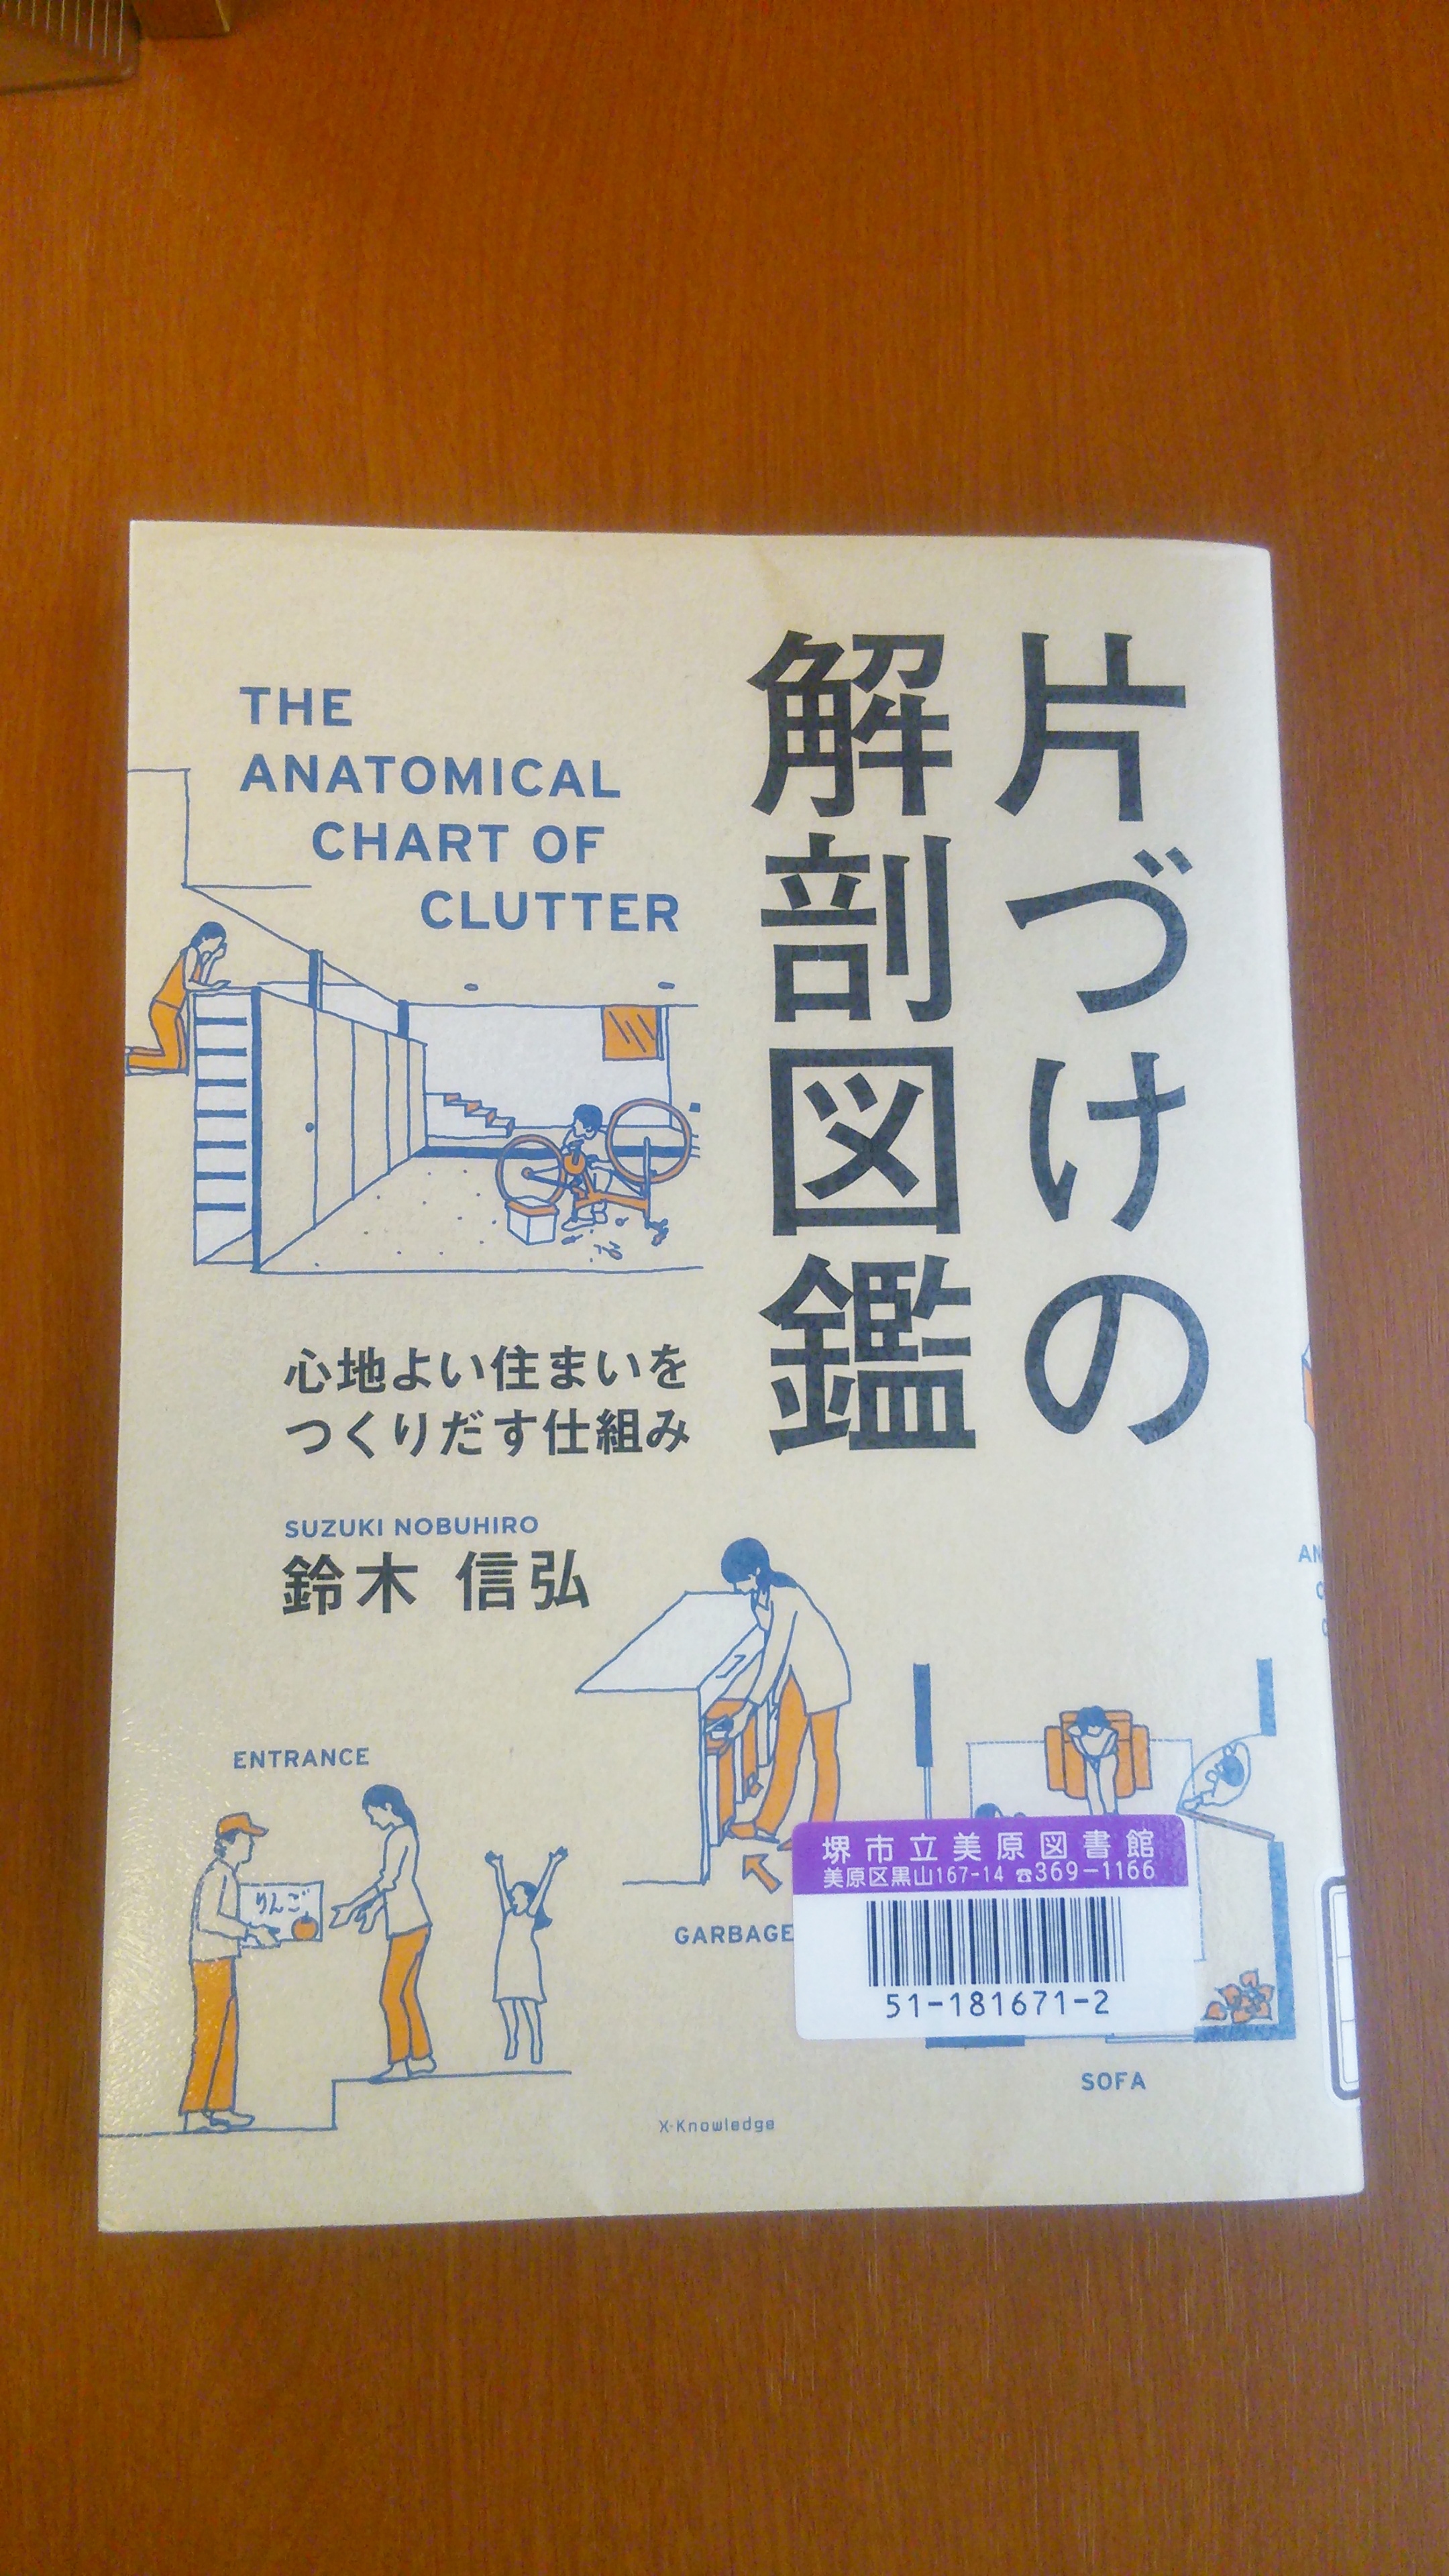 片づけの
解剖図鑑
THE
ANATOMICAL
CHART OF
CLUTTER
心地よい住まいを
つくりだす仕組み
SUZUKI NOBUHIRO
鈴木 信弘
ENTRANCE
りんご
GARBAGE
堺市立美原図書館
美原区黒山167-14 ☎369-1166
51-181671-2
SOFA
X-Knowledge